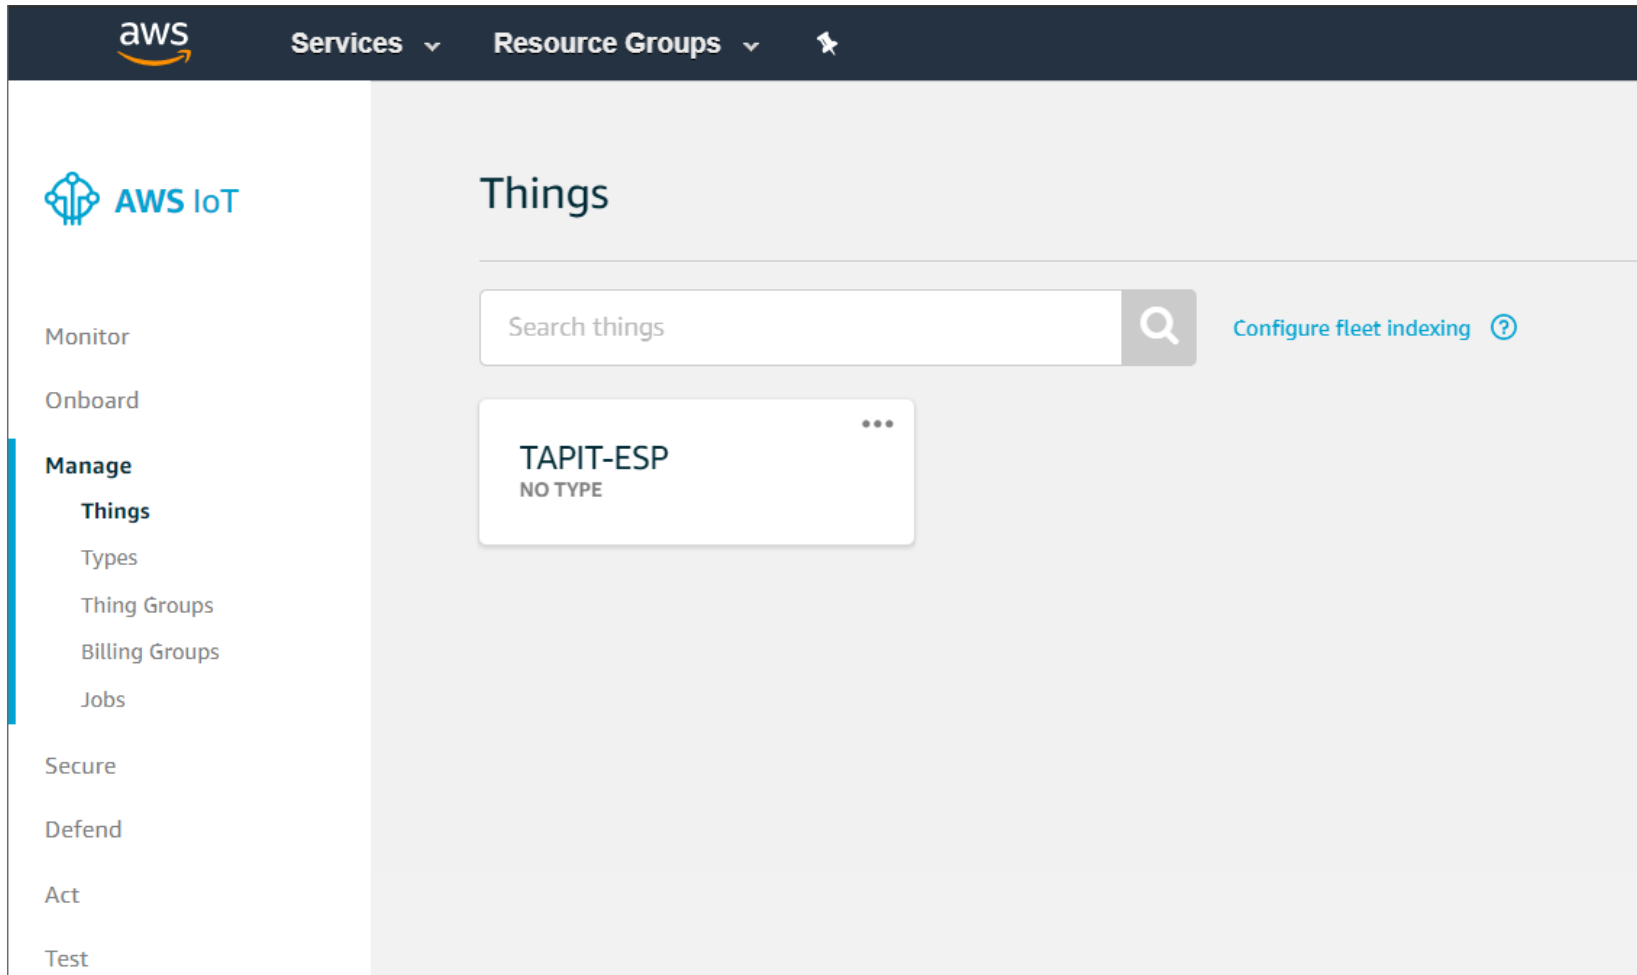 aws Services Resource Groups
AWS IoT
Monitor
Onboard
Manage
Things
Types
Thing Groups
Billing Groups
Jobs
Secure
Defend
Act
Test
Things
Search things
Configure fleet indexing ?
TAPIT-ESP
NO TYPE